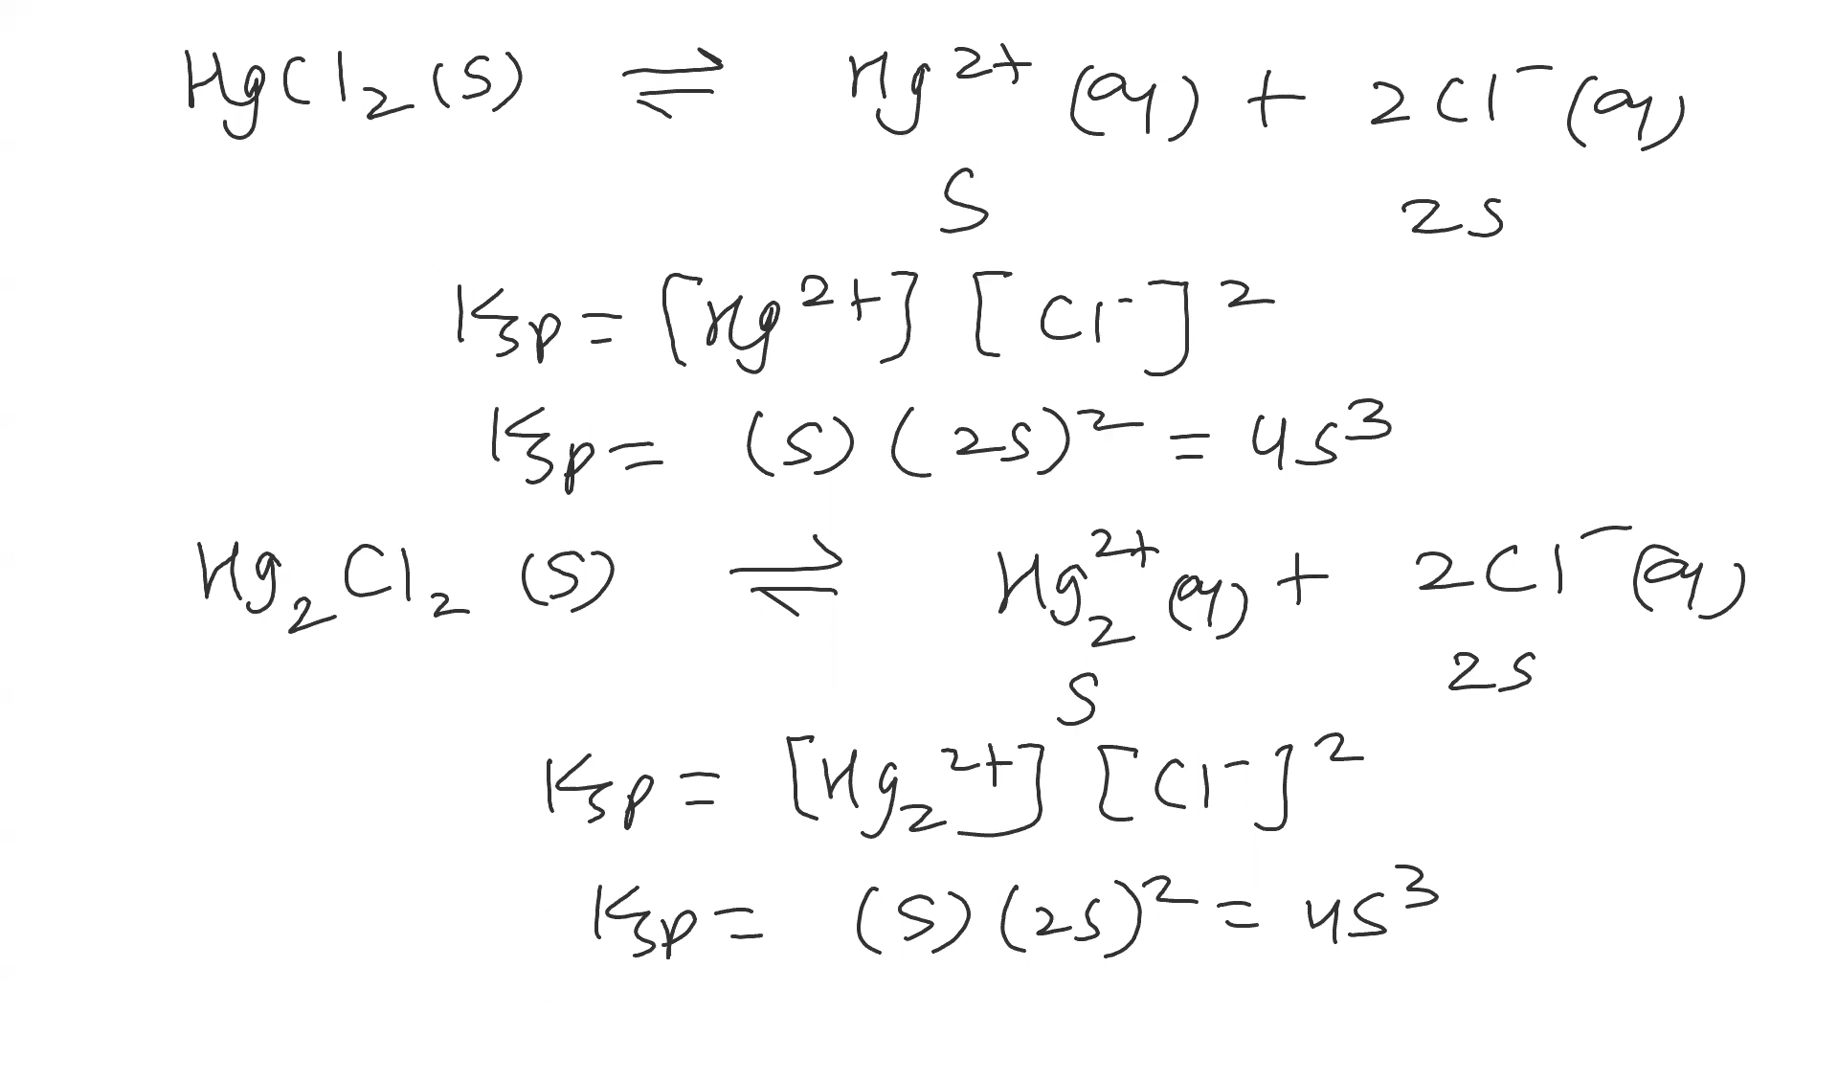 HgCl₂(s) ⇌ Hg²⁺(aq) + 2Cl⁻(aq)
S 2S
Ksp = [Hg²⁺][Cl⁻]²
Ksp = (S)(2S)² = 4S³
Hg₂Cl₂(s) ⇌ Hg₂²⁺(aq) + 2Cl⁻(aq)
S 2S
Ksp = [Hg₂²⁺][Cl⁻]²
Ksp = (S)(2S)² = 4S³